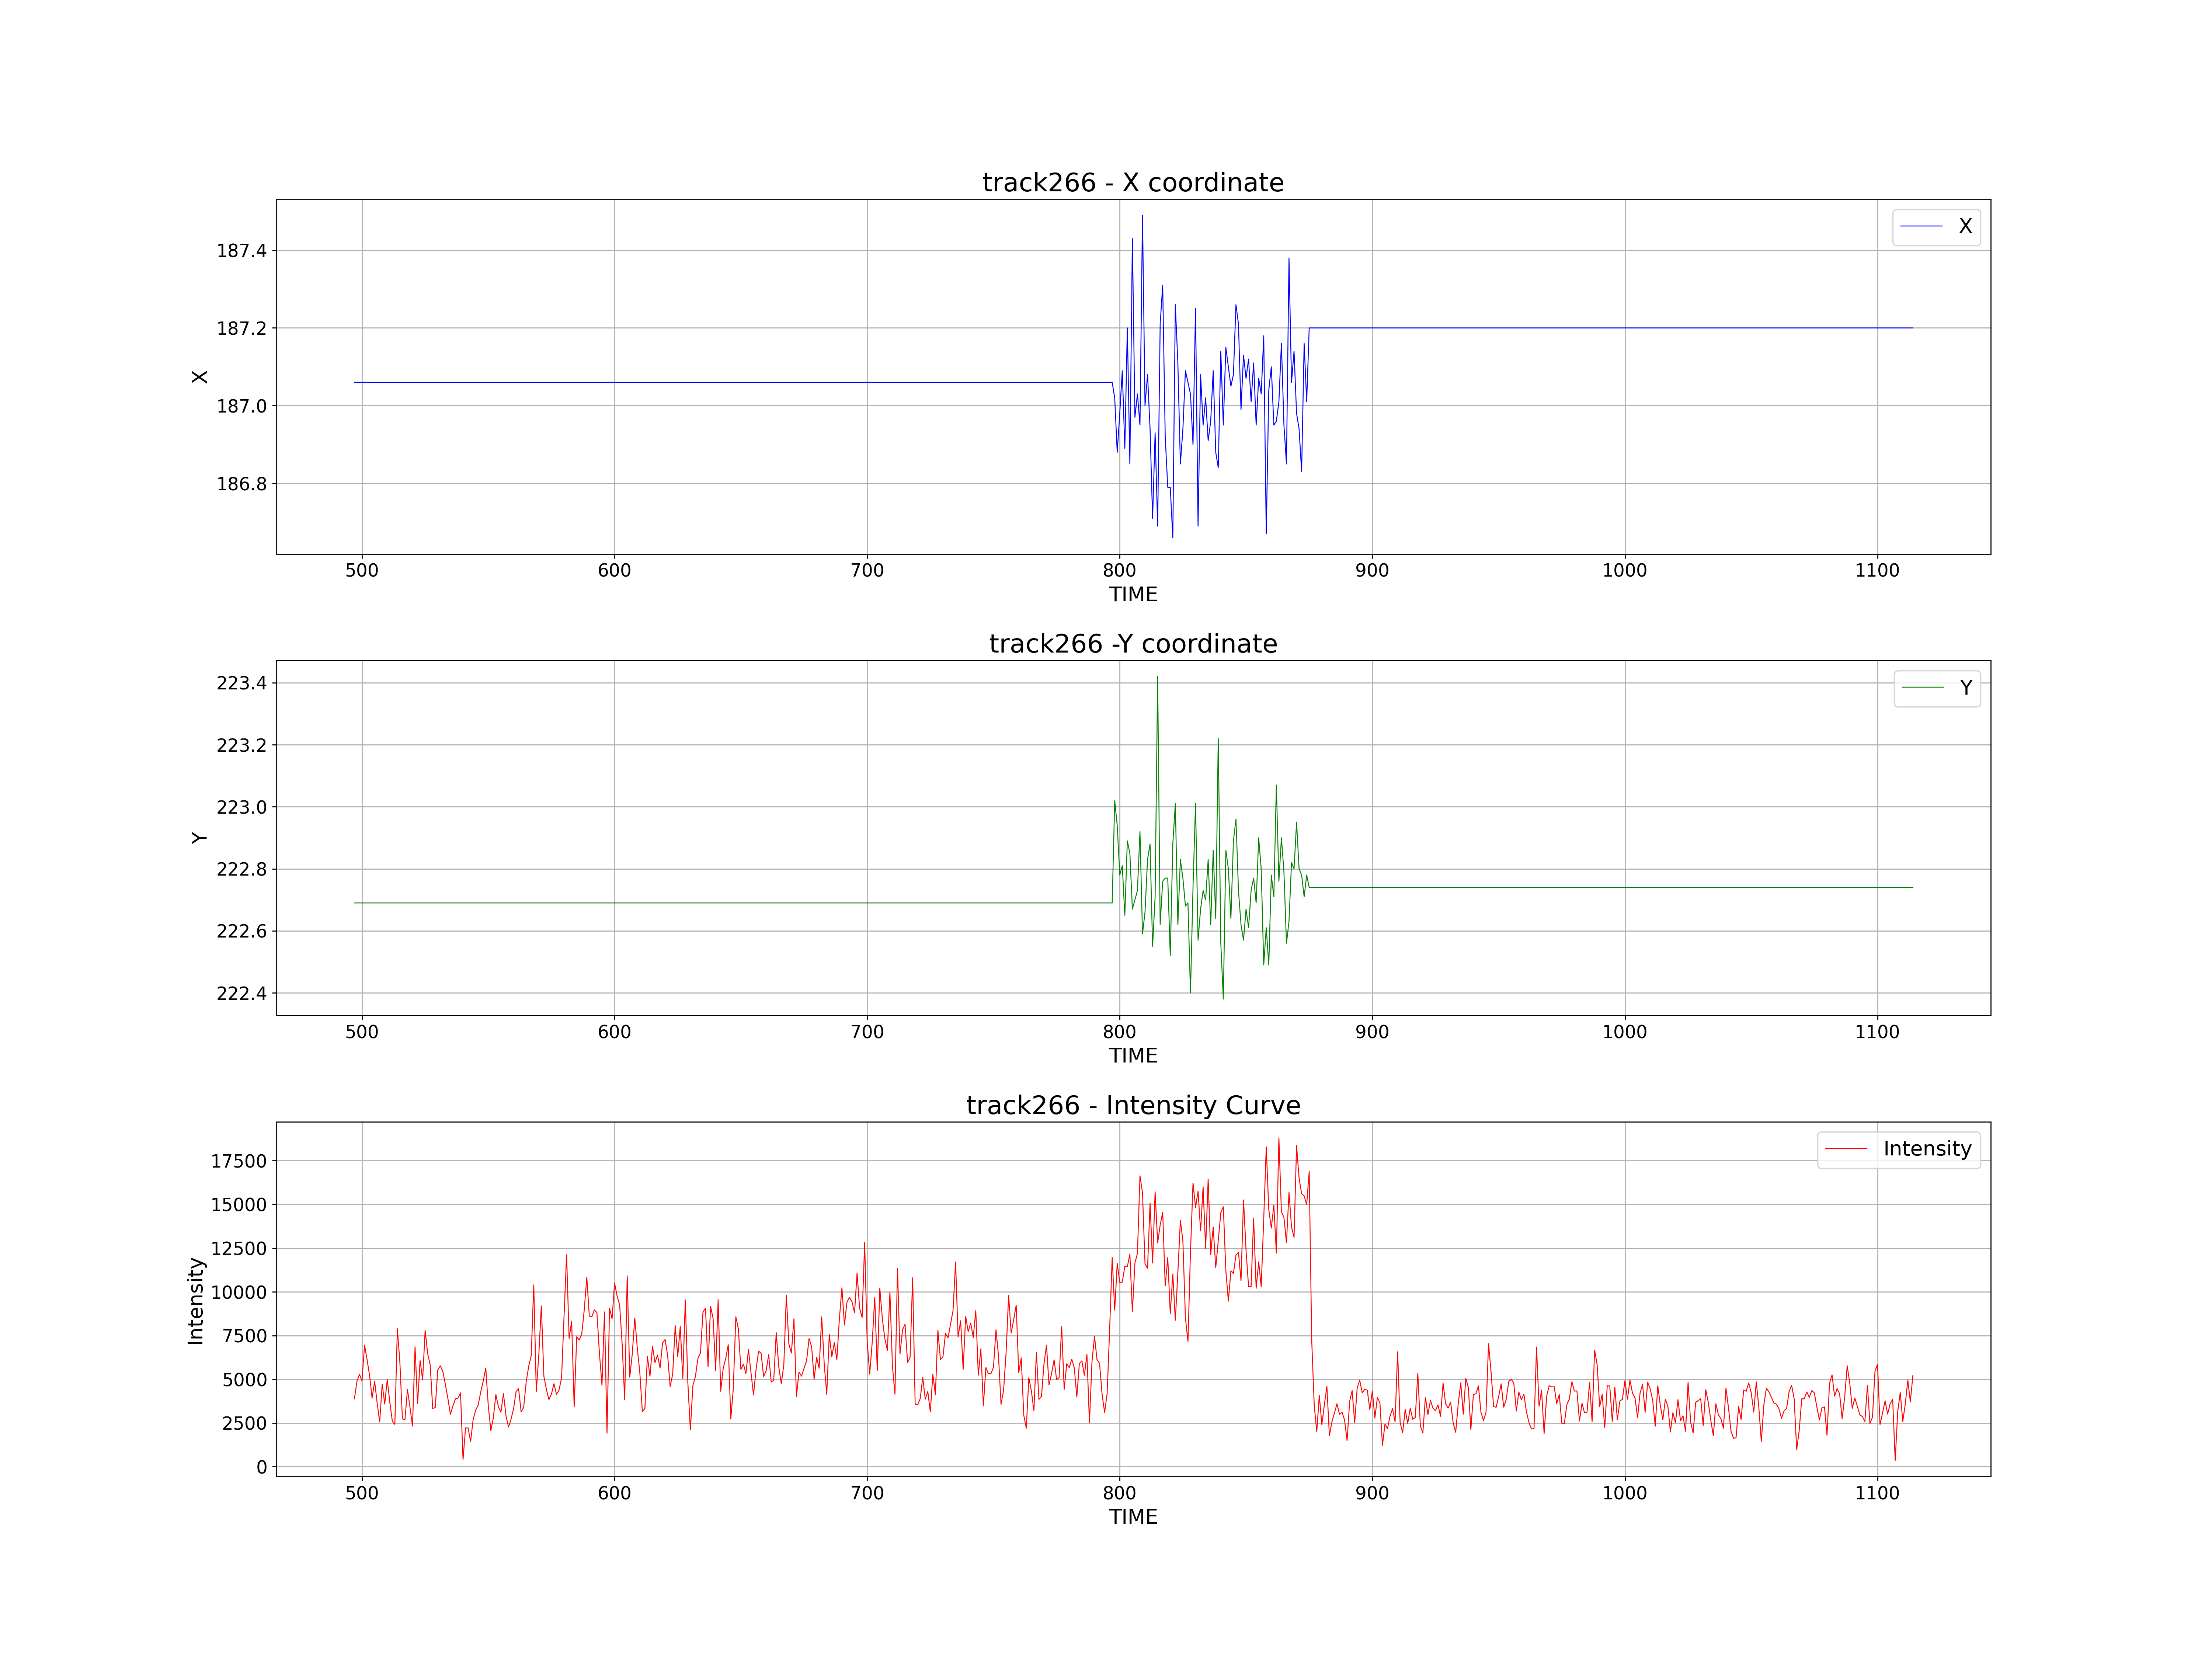 track266 - X coordinate
X
187.4
187.2
187.0
186.8
X
500 600 700 800 900 1000 1100
TIME
track266 -Y coordinate
Y
223.4
223.2
223.0
222.8
222.6
222.4
Y
500 600 700 800 900 1000 1100
TIME
track266 - Intensity Curve
Intensity
17500
15000
12500
10000
7500
5000
2500
0
Intensity
500 600 700 800 900 1000 1100
TIME